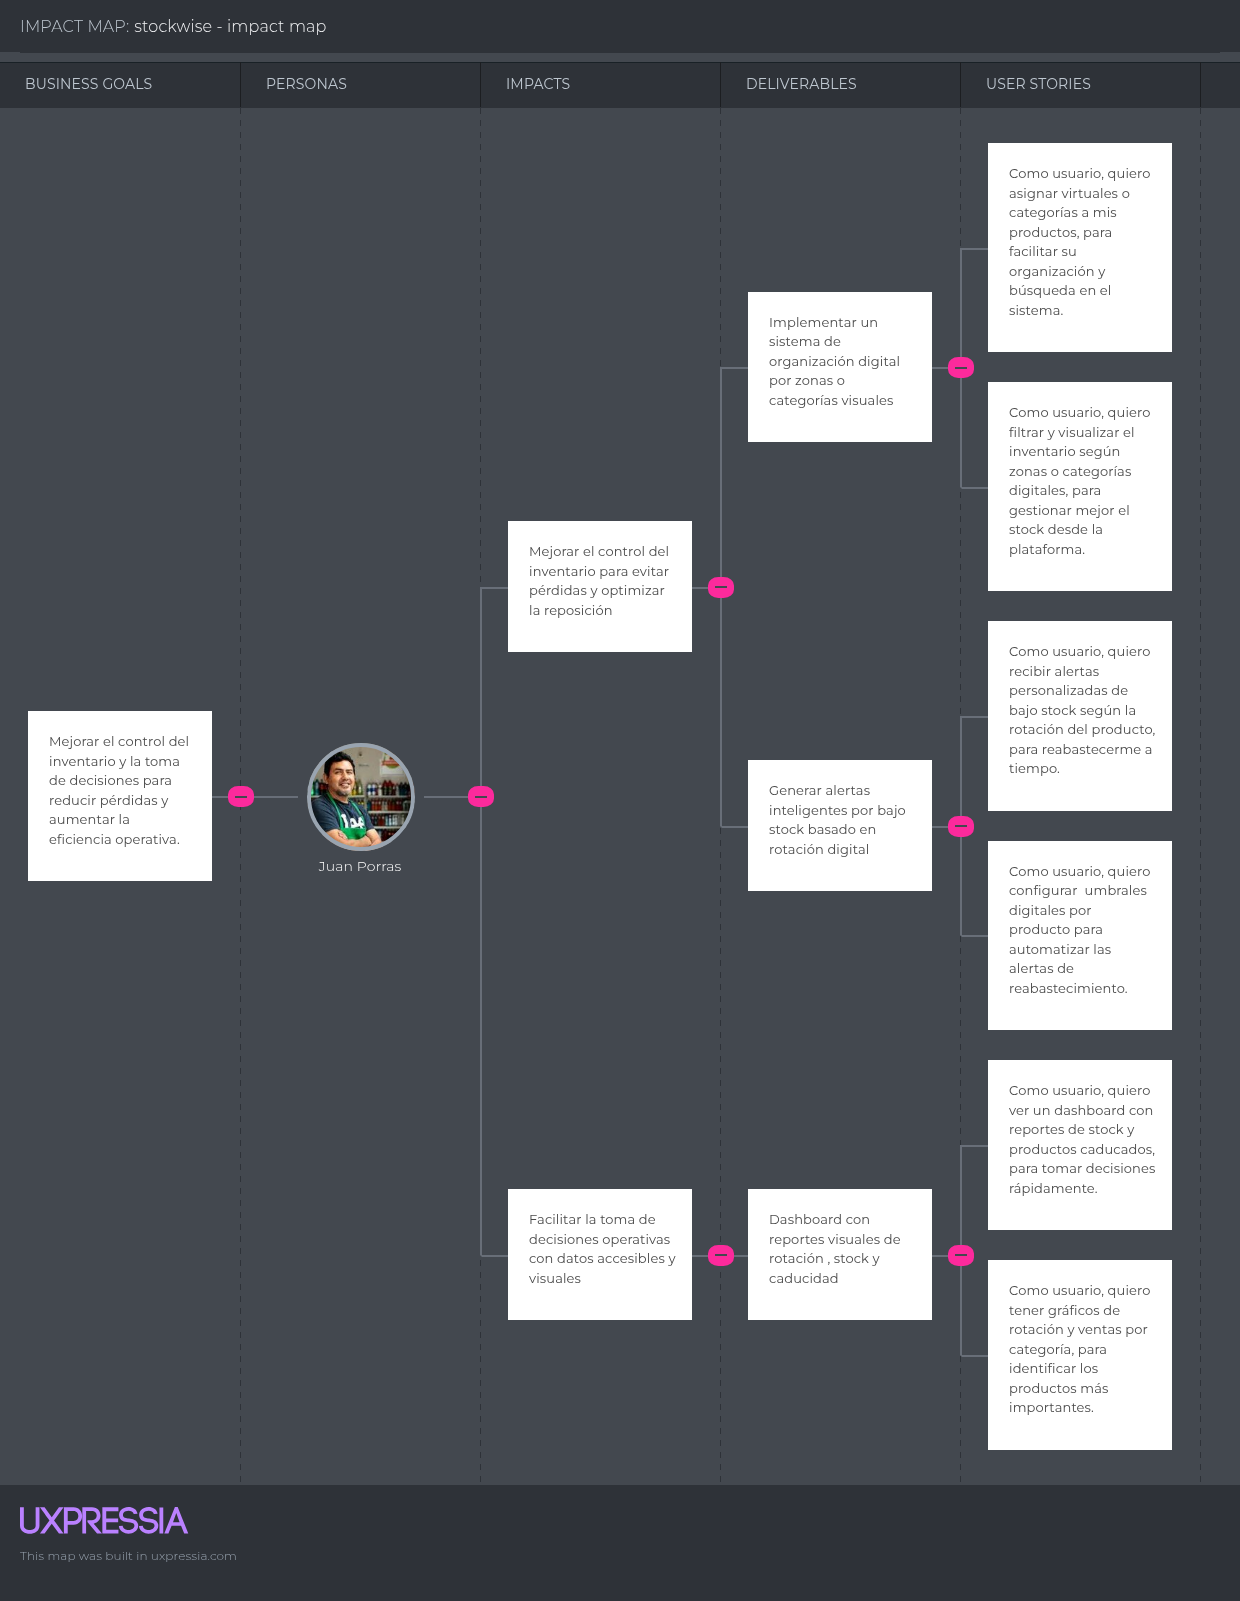 IMPACT MAP: stockwise - impact map
BUSINESS GOALS
PERSONAS
IMPACTS
DELIVERABLES
USER STORIES
Mejorar el control del
inventario y la toma
de decisiones para
reducir pérdidas y
aumentar la
eficiencia operativa.
Juan Porras
Mejorar el control del
inventario para evitar
pérdidas y optimizar
la reposición
Implementar un
sistema de
organización digital
por zonas o
categorías visuales
Como usuario, quiero
asignar virtuales o
categorías a mis
productos, para
facilitar su
organización y
búsqueda en el
sistema.
Como usuario, quiero
filtrar y visualizar el
inventario según
zonas o categorías
digitales, para
gestionar mejor el
stock desde la
plataforma.
Generar alertas
inteligentes por bajo
stock basado en
rotación digital
Como usuario, quiero
recibir alertas
personalizadas de
bajo stock según la
rotación del producto,
para reabastecerme a
tiempo.
Como usuario, quiero
configurar  umbrales
digitales por
producto para
automatizar las
alertas de
reabastecimiento.
Facilitar la toma de
decisiones operativas
con datos accesibles y
visuales
Dashboard con
reportes visuales de
rotación , stock y
caducidad
Como usuario, quiero
ver un dashboard con
reportes de stock y
productos caducados,
para tomar decisiones
rápidamente.
Como usuario, quiero
tener gráficos de
rotación y ventas por
categoría, para
identificar los
productos más
importantes.
UXPRESSIA
This map was built in uxpressia.com